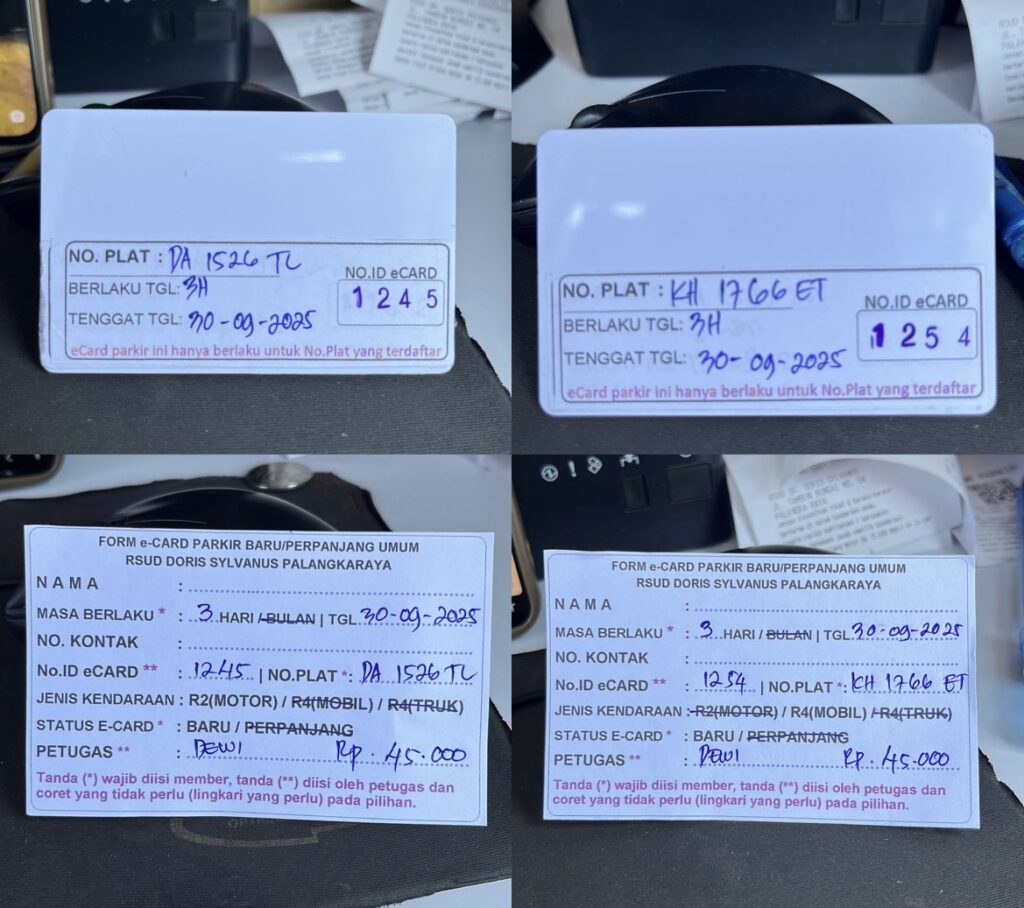 NO. PLAT : DA 1526 TL
BERLAKU TGL: 3H
TENGGAT TGL: 30-09-2025
NO.ID eCARD
1 2 4 5
eCard parkir ini hanya berlaku untuk No.Plat yang terdaftar
NO. PLAT : KH 1766 ET
BERLAKU TGL: 3H
TENGGAT TGL: 30-09-2025
NO.ID eCARD
1 2 5 4
eCard parkir ini hanya berlaku untuk No.Plat yang terdaftar
FORM e-CARD PARKIR BARU/PERPANJANG UMUM
RSUD DORIS SYLVANUS PALANGKARAYA
N A M A :
MASA BERLAKU * : 3 HARI / BULAN | TGL 30-09-2025
NO. KONTAK :
No.ID eCARD ** : 1245 | NO.PLAT * : DA 1526 TL
JENIS KENDARAAN : R2(MOTOR) / R4(MOBIL) / R4(TRUK)
STATUS E-CARD * : BARU / PERPANJANG
PETUGAS ** : DEWI Rp. 45.000
Tanda (*) wajib diisi member, tanda (**) diisi oleh petugas dan
coret yang tidak perlu (lingkari yang perlu) pada pilihan.
FORM e-CARD PARKIR BARU/PERPANJANG UMUM
RSUD DORIS SYLVANUS PALANGKARAYA
N A M A :
MASA BERLAKU * : 3 HARI / BULAN | TGL 30-09-2025
NO. KONTAK :
No.ID eCARD ** : 1254 | NO.PLAT * : KH 1766 ET
JENIS KENDARAAN : R2(MOTOR) / R4(MOBIL) / R4(TRUK)
STATUS E-CARD * : BARU / PERPANJANG
PETUGAS ** : DEWI Rp. 45.000
Tanda (*) wajib diisi member, tanda (**) diisi oleh petugas dan
coret yang tidak perlu (lingkari yang perlu) pada pilihan.